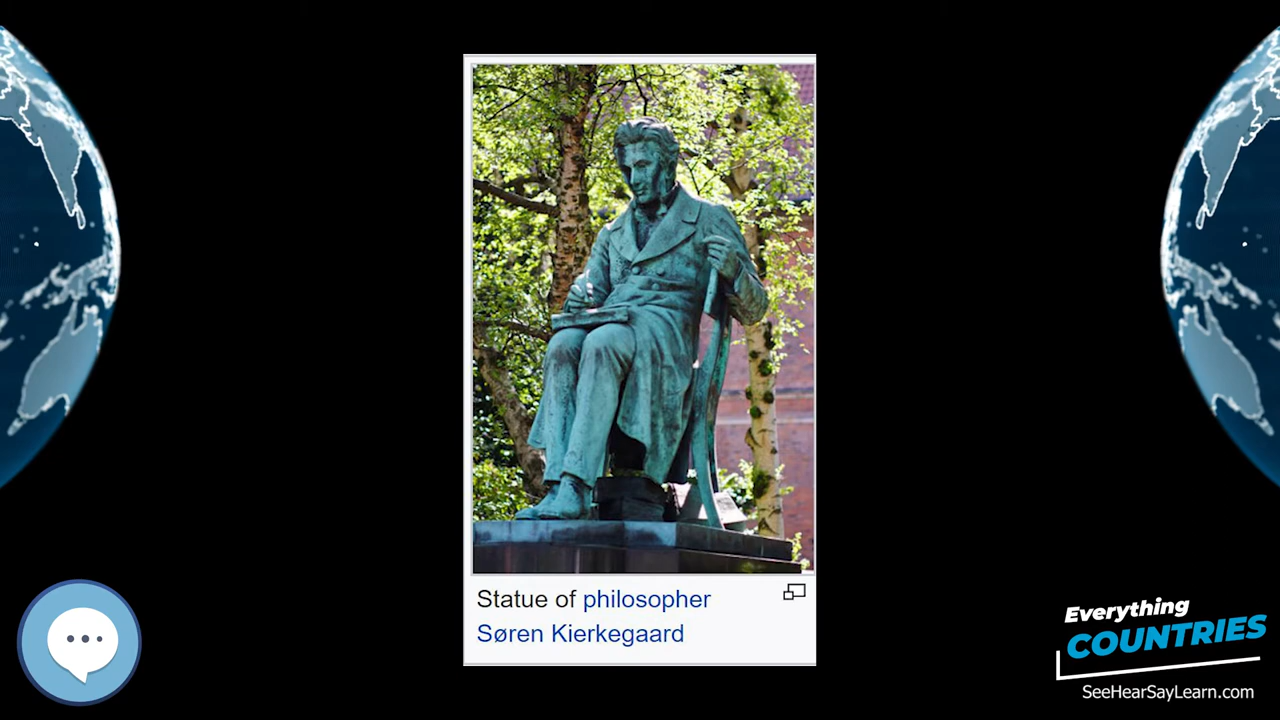 Statue of philosopher
Søren Kierkegaard
Everything
COUNTRIES
SeeHearSayLearn.com